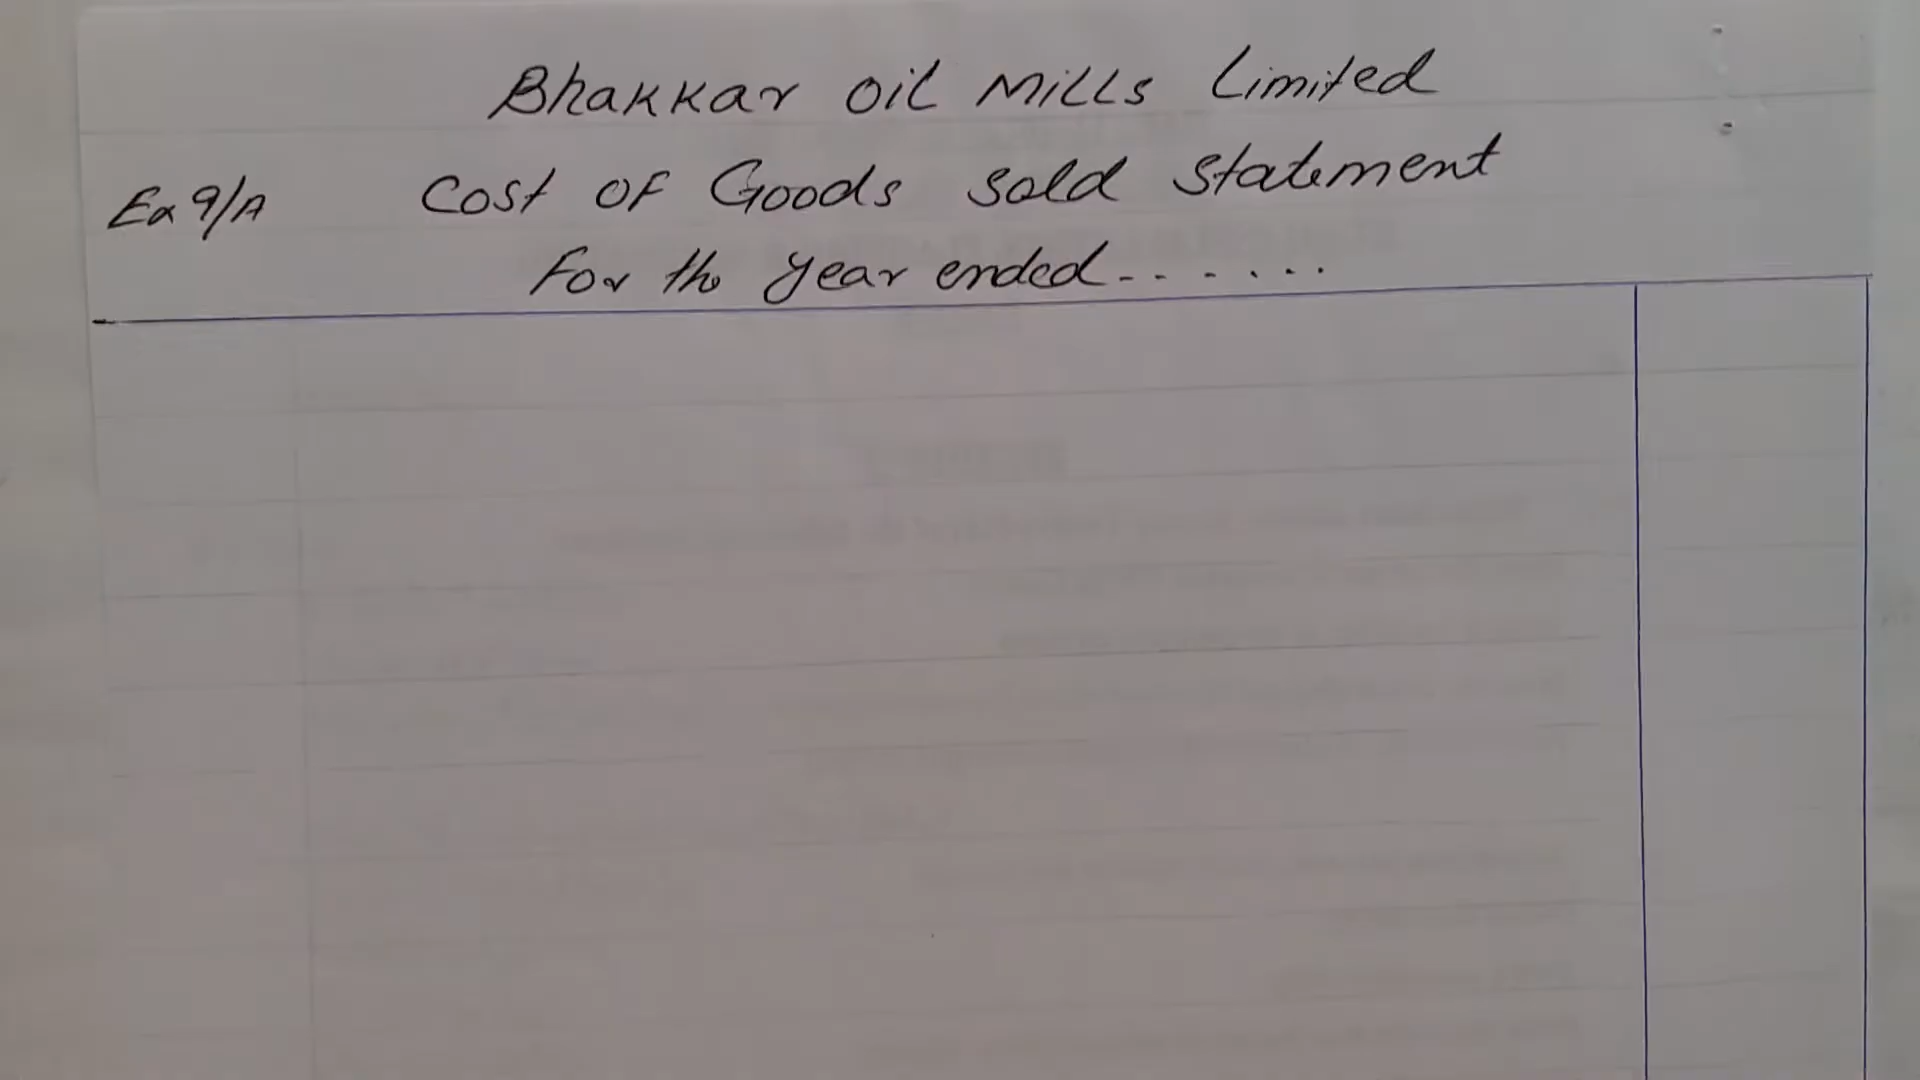 Bhakkar Oil Mills Limited
Ex 9/A Cost of Goods Sold Statement
For the year ended......